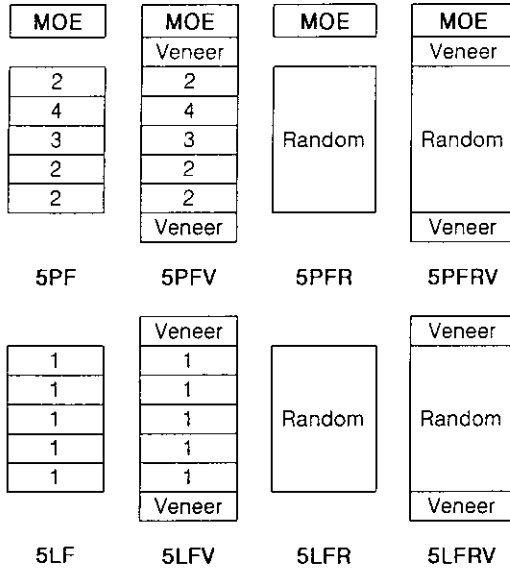 MOE MOE MOE MOE
Veneer Veneer
2 2
4 4
3 3 Random Random
2 2
2 2
Veneer Veneer
5PF 5PFV 5PFR 5PFRV
Veneer Veneer
1 1
1 1
1 1 Random Random
1 1
1 1
Veneer Veneer
5LF 5LFV 5LFR 5LFRV